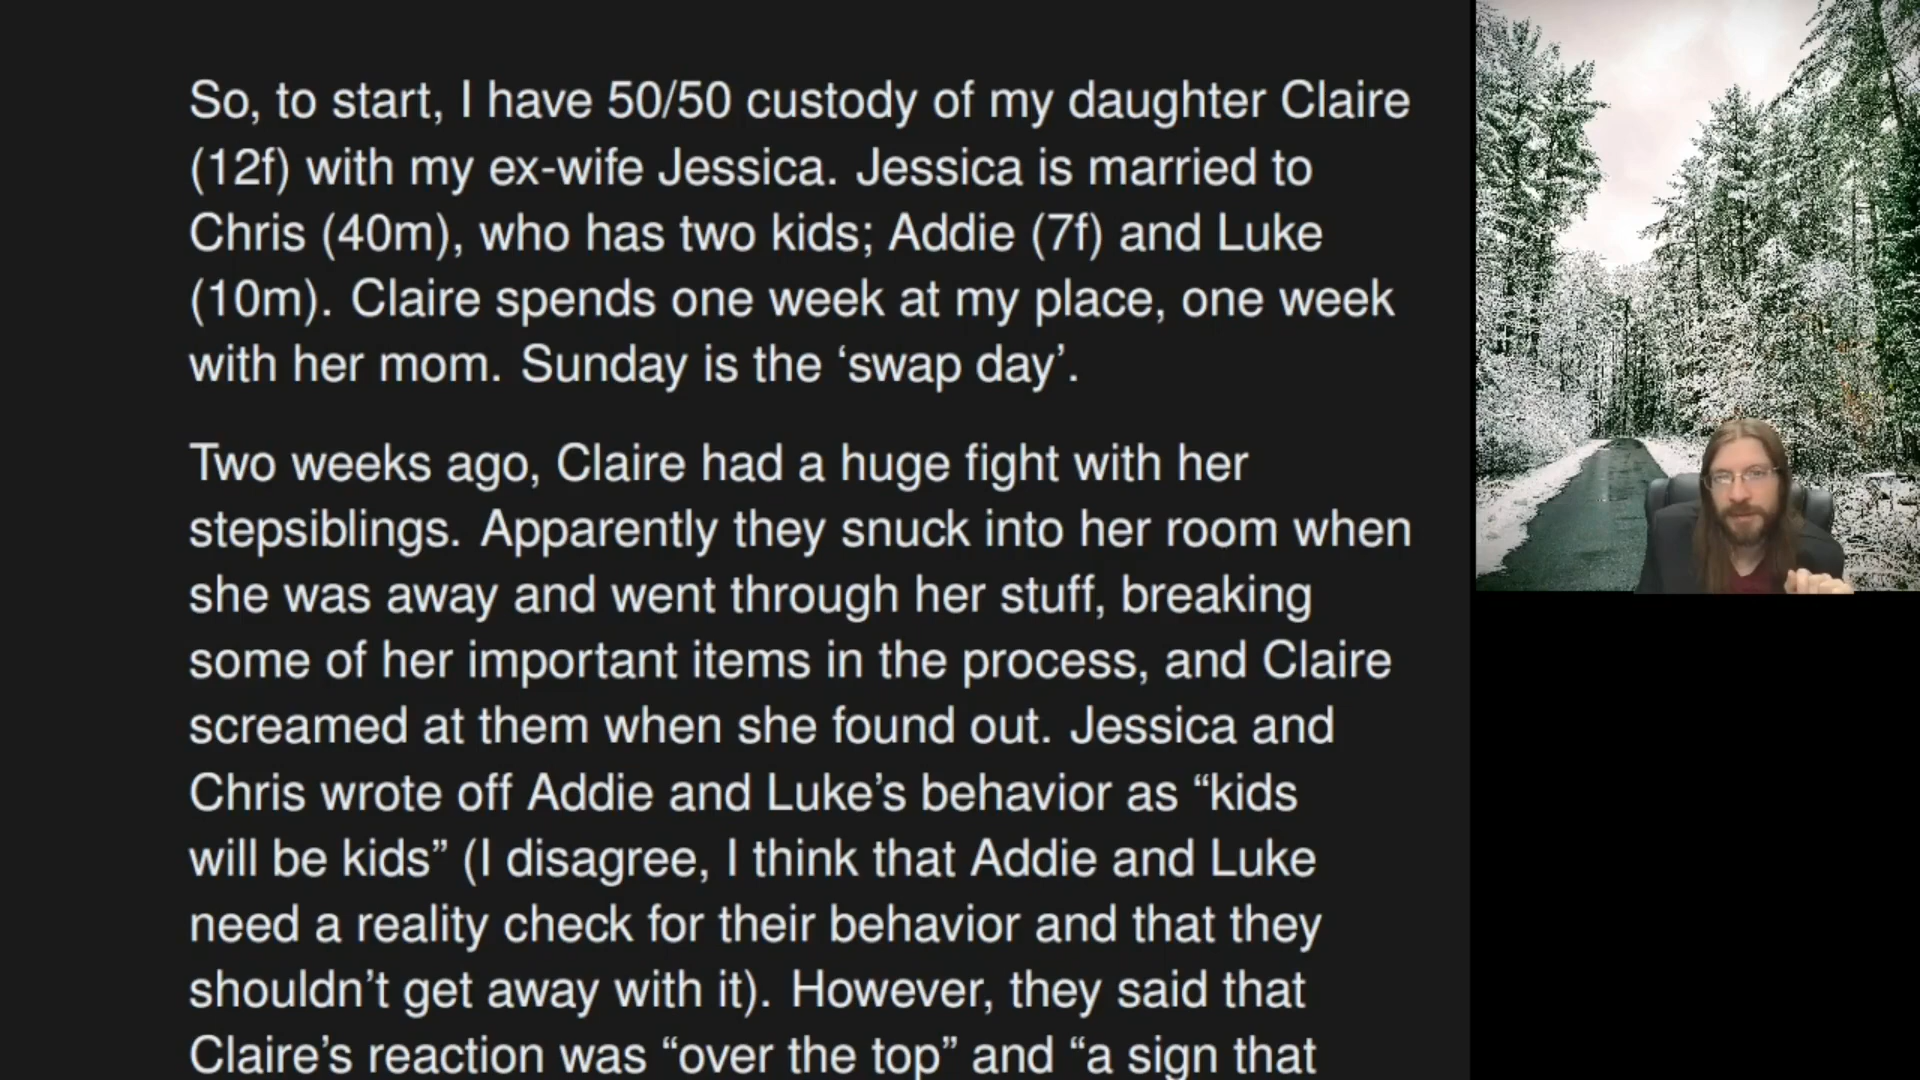 So, to start, I have 50/50 custody of my daughter Claire
(12f) with my ex-wife Jessica. Jessica is married to
Chris (40m), who has two kids; Addie (7f) and Luke
(10m). Claire spends one week at my place, one week
with her mom. Sunday is the ‘swap day’.
Two weeks ago, Claire had a huge fight with her
stepsiblings. Apparently they snuck into her room when
she was away and went through her stuff, breaking
some of her important items in the process, and Claire
screamed at them when she found out. Jessica and
Chris wrote off Addie and Luke’s behavior as “kids
will be kids” (I disagree, I think that Addie and Luke
need a reality check for their behavior and that they
shouldn’t get away with it). However, they said that
Claire’s reaction was “over the top” and “a sign that